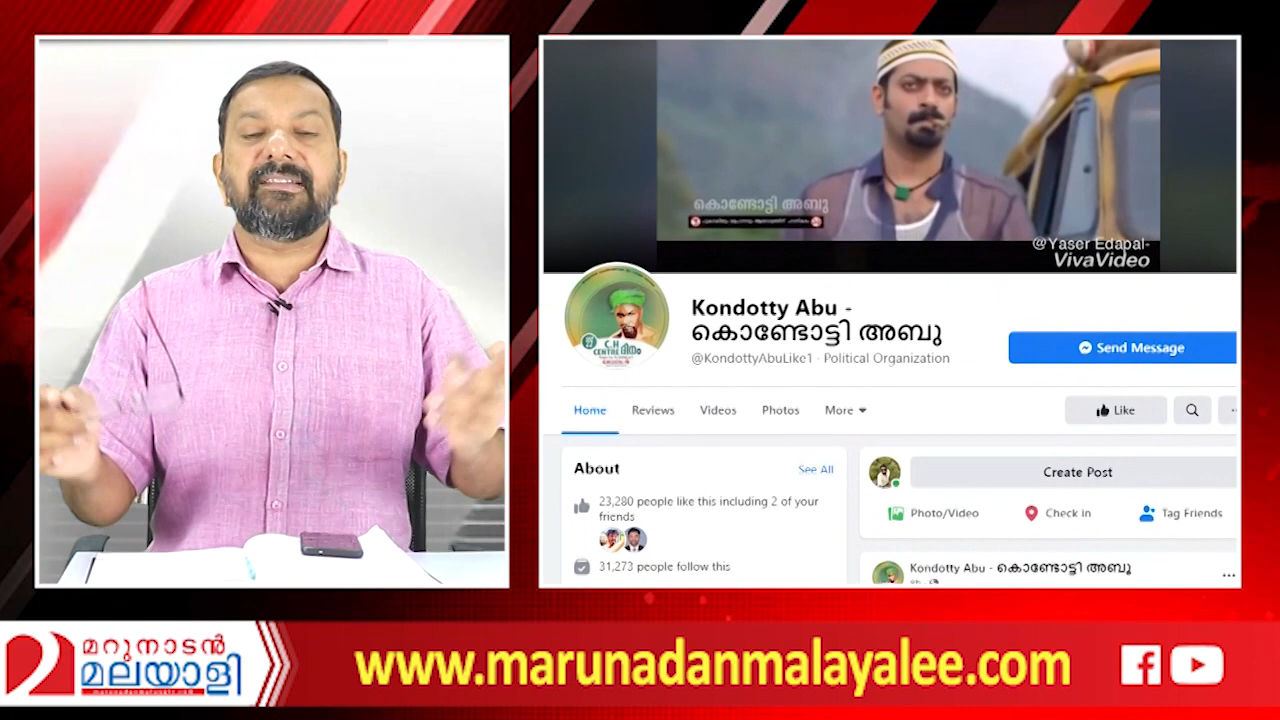 കൊണ്ടോട്ടി അബു
@Yaser Edapal-
VivaVideo
C.H
CENTRE ദിനം
Kondotty Abu -
കൊണ്ടോട്ടി അബു
@KondottyAbuLike1 · Political Organization
Send Message
Home
Reviews
Videos
Photos
More
Like
About
See All
23,280 people like this including 2 of your
friends
31,273 people follow this
Create Post
Photo/Video
Check in
Tag Friends
Kondotty Abu - കൊണ്ടോട്ടി അബു
മറുനാടൻ
മലയാളി
www.marunadanmalayalee.com